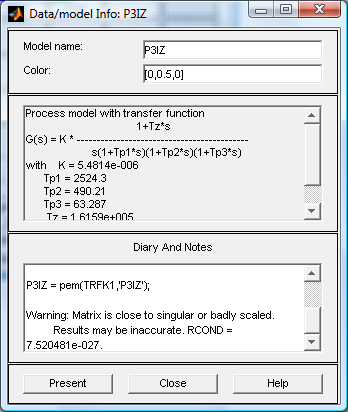 Data/model Info: P3IZ
Model name:
P3IZ
Color:
[0,0.5,0]
Process model with transfer function
1+Tz*s
G(s) = K * ------------------------------------------
s(1+Tp1*s)(1+Tp2*s)(1+Tp3*s)
with K = 5.4814e-006
Tp1 = 2524.3
Tp2 = 490.21
Tp3 = 63.287
Tz = 1.6159e+005
Diary And Notes
P3IZ = pem(TRFK1,'P3IZ');
Warning: Matrix is close to singular or badly scaled.
Results may be inaccurate. RCOND =
7.520481e-027.
Present
Close
Help